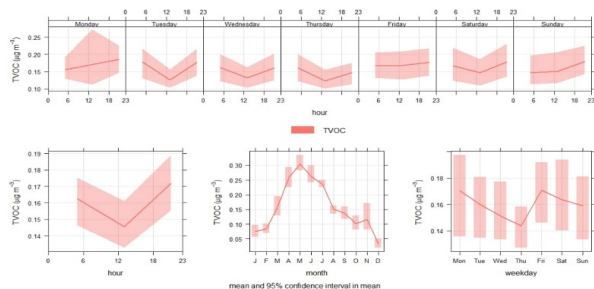 Monday Tuesday Wednesday Thursday Friday Saturday Sunday
TVOC (µg m⁻³)
0.25
0.20
0.15
0.10
0 6 12 18 23 0 6 12 18 23 0 6 12 18 23 0 6 12 18 23 0 6 12 18 23 0 6 12 18 23 0 6 12 18 23
hour
TVOC
TVOC (µg m⁻³)
0.19
0.18
0.17
0.16
0.15
0.14
0 6 12 18 23
hour
TVOC (µg m⁻³)
0.30
0.25
0.20
0.15
0.10
0.05
J F M A M J J A S O N D
month
TVOC (µg m⁻³)
0.18
0.16
0.14
Mon Tue Wed Thu Fri Sat Sun
weekday
mean and 95% confidence interval in mean